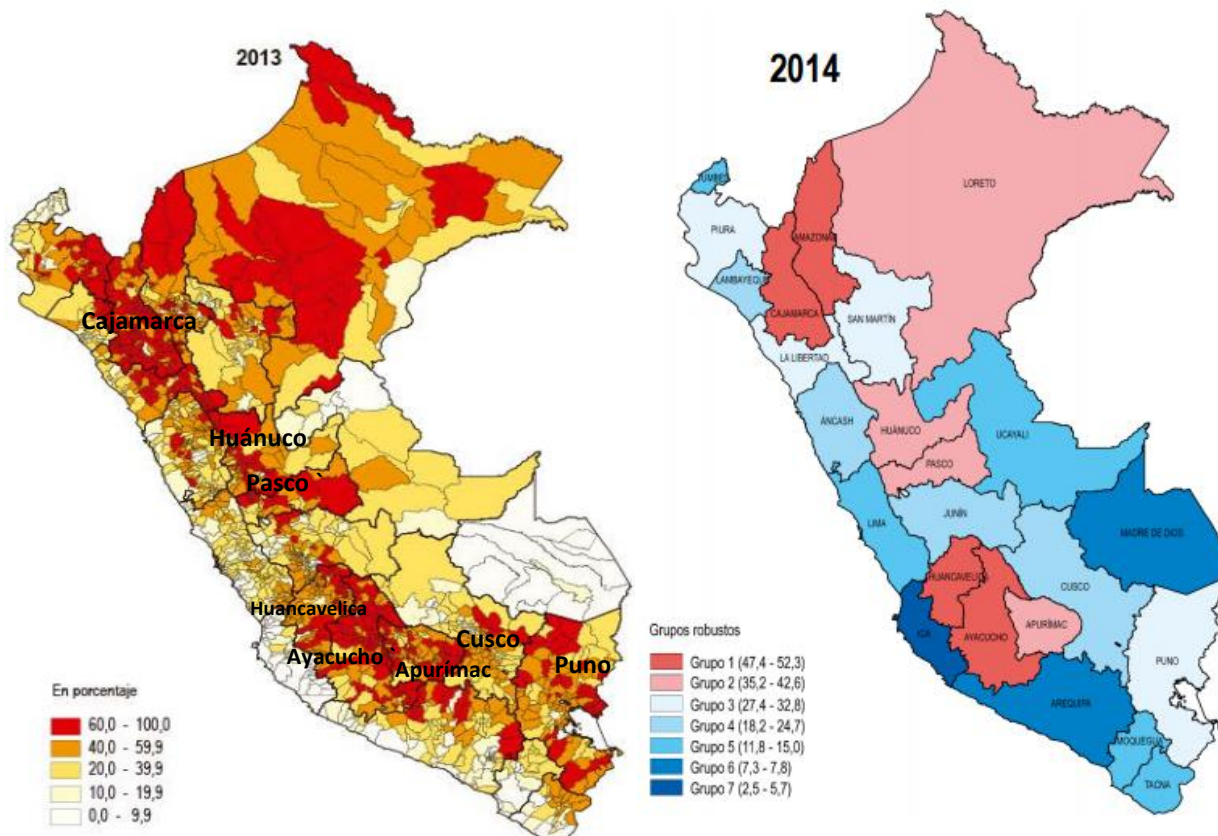 2013
Cajamarca
Huánuco
Pasco
Huancavelica
Ayacucho
Apurímac
Cusco
Puno
En porcentaje
60,0 - 100,0
40,0 - 59,9
20,0 - 39,9
10,0 - 19,9
0,0 - 9,9
2014
TUMBES
PIURA
LORETO
AMAZONAS
LAMBAYEQUE
CAJAMARCA
SAN MARTÍN
LA LIBERTAD
ÁNCASH
HUÁNUCO
UCAYALI
PASCO
LIMA
JUNÍN
MADRE DE DIOS
HUANCAVELICA
CUSCO
ICA
AYACUCHO
APURÍMAC
PUNO
AREQUIPA
MOQUEGUA
TACNA
Grupos robustos
Grupo 1 (47,4 - 52,3)
Grupo 2 (35,2 - 42,6)
Grupo 3 (27,4 - 32,8)
Grupo 4 (18,2 - 24,7)
Grupo 5 (11,8 - 15,0)
Grupo 6 (7,3 - 7,8)
Grupo 7 (2,5 - 5,7)